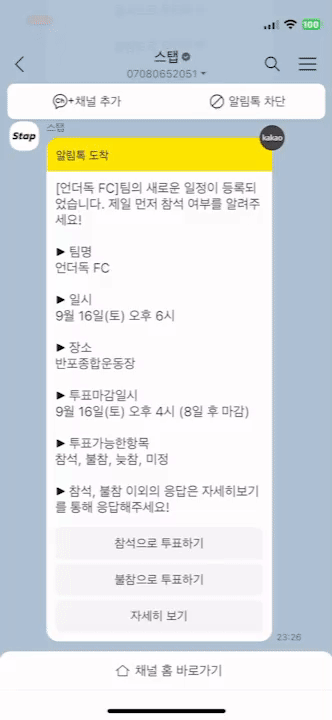 100
스탭
07080652051
Ch+채널 추가
알림톡 차단
Stap
스탭
kakao
알림톡 도착
[언더독 FC]팀의 새로운 일정이 등록되
었습니다. 제일 먼저 참석 여부를 알려주
세요!
▶ 팀명
언더독 FC
▶ 일시
9월 16일(토) 오후 6시
▶ 장소
반포종합운동장
▶ 투표마감일시
9월 16일(토) 오후 4시 (8일 후 마감)
▶ 투표가능한항목
참석, 불참, 늦참, 미정
▶ 참석, 불참 이외의 응답은 자세히보기
를 통해 응답해주세요!
참석으로 투표하기
불참으로 투표하기
자세히 보기
23:26
채널 홈 바로가기